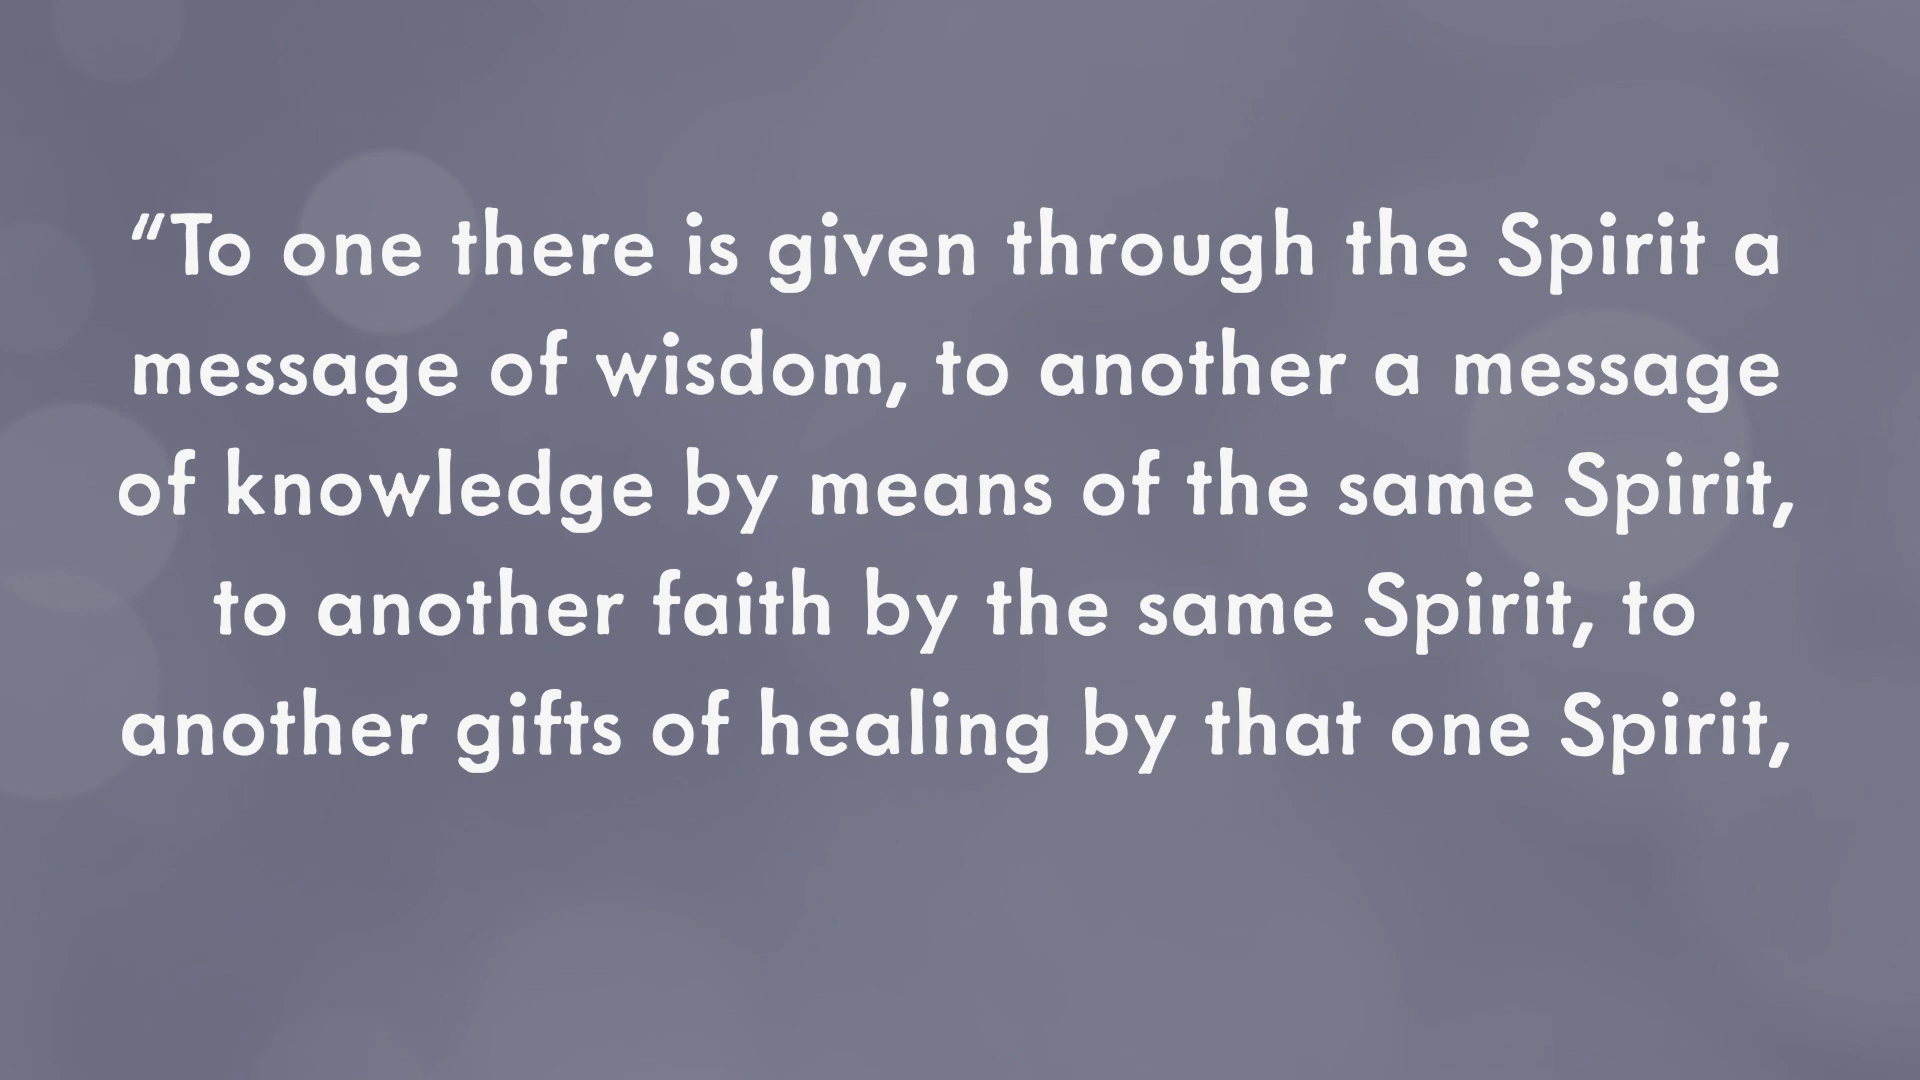 “To one there is given through the Spirit a
message of wisdom, to another a message
of knowledge by means of the same Spirit,
to another faith by the same Spirit, to
another gifts of healing by that one Spirit,